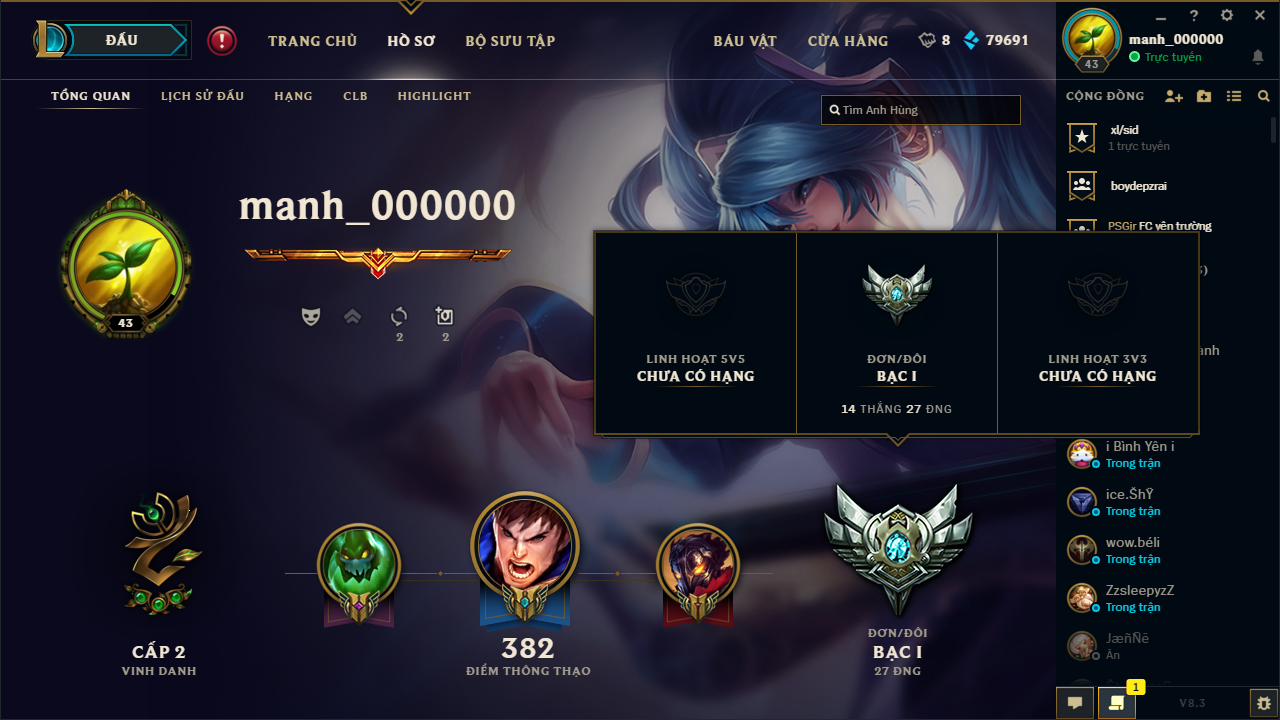 ĐẤU
TRANG CHỦ
HỒ SƠ
BỘ SƯU TẬP
BÁU VẬT
CỬA HÀNG
8
79691
43
manh_000000
Trực tuyến
TỔNG QUAN
LỊCH SỬ ĐẤU
HẠNG
CLB
HIGHLIGHT
Tìm Anh Hùng
CỘNG ĐỒNG
xl/sid
1 trực tuyến
boydepzrai
PSGjr FC yên trường
manh_000000
43
2
2
LINH HOẠT 5V5
CHƯA CÓ HẠNG
ĐƠN/ĐÔI
BẠC I
14 THẮNG 27 ĐNG
LINH HOẠT 3V3
CHƯA CÓ HẠNG
anh
i Bình Yên i
Trong trận
ice.ŠhŸ
Trong trận
wow.béli
Trong trận
ZzsleepyzZ
Trong trận
JæñÑë
Ẩn
CẤP 2
VINH DANH
382
ĐIỂM THÔNG THẠO
ĐƠN/ĐÔI
BẠC I
27 ĐNG
1
V8.3